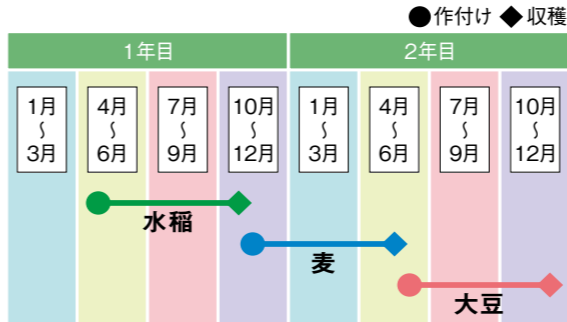 ●作付け ◆収穫
1年目 2年目
1月 4月 7月 10月 1月 4月 7月 10月
〜 〜 〜 〜 〜 〜 〜 〜
3月 6月 9月 12月 3月 6月 9月 12月
水稲
麦
大豆